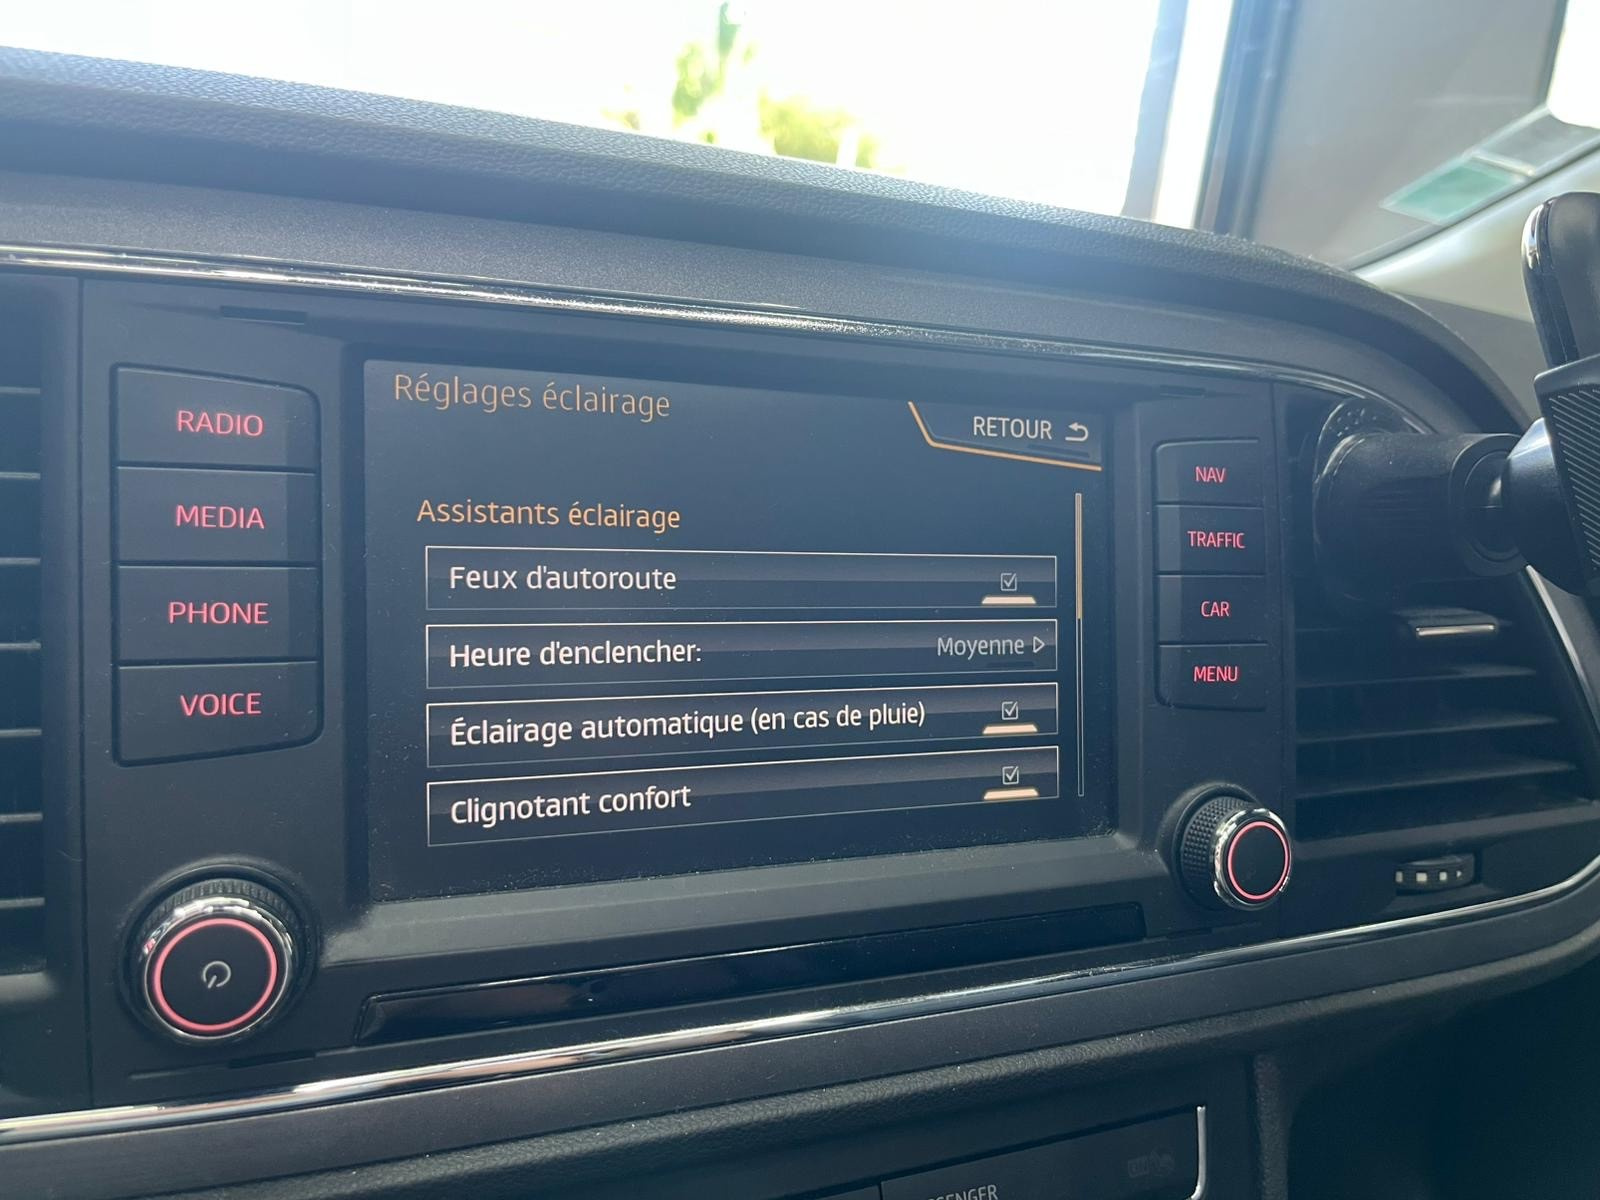 Réglages éclairage
RETOUR
Assistants éclairage
Feux d'autoroute
Heure d'enclencher: Moyenne
Éclairage automatique (en cas de pluie)
Clignotant confort
RADIO
MEDIA
PHONE
VOICE
NAV
TRAFFIC
CAR
MENU